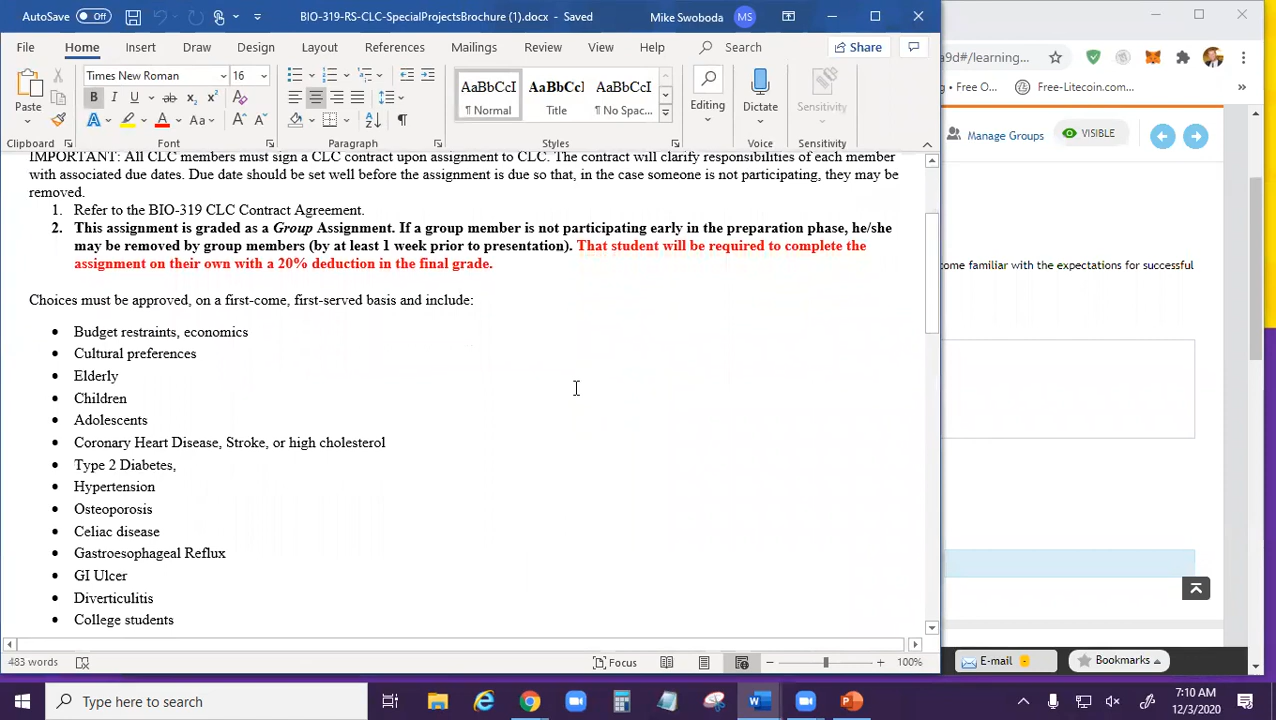 AutoSave Off BIO-319-RS-CLC-SpecialProjectsBrochure (1).docx - Saved Mike Swoboda MS
File Home Insert Draw Design Layout References Mailings Review View Help Search Share
a9d#/learning...
Times New Roman 16
AaBbCcI AaBbCcI AaBbCcI
Free O... Free-Litecoin.com...
Paste ¶ Normal Title ¶ No Spac... Editing Dictate Sensitivity
Clipboard Font Paragraph Styles Voice Sensitivity
Manage Groups VISIBLE
IMPORTANT: All CLC members must sign a CLC contract upon assignment to CLC. The contract will clarify responsibilities of each member
with associated due dates. Due date should be set well before the assignment is due so that, in the case someone is not participating, they may be
removed.
1. Refer to the BIO-319 CLC Contract Agreement.
2. This assignment is graded as a Group Assignment. If a group member is not participating early in the preparation phase, he/she
may be removed by group members (by at least 1 week prior to presentation). That student will be required to complete the
assignment on their own with a 20% deduction in the final grade.
ome familiar with the expectations for successful
Choices must be approved, on a first-come, first-served basis and include:
• Budget restraints, economics
• Cultural preferences
• Elderly
• Children
• Adolescents
• Coronary Heart Disease, Stroke, or high cholesterol
• Type 2 Diabetes,
• Hypertension
• Osteoporosis
• Celiac disease
• Gastroesophageal Reflux
• GI Ulcer
• Diverticulitis
• College students
483 words Focus 100%
E-mail Bookmarks
Type here to search
7:10 AM
12/3/2020